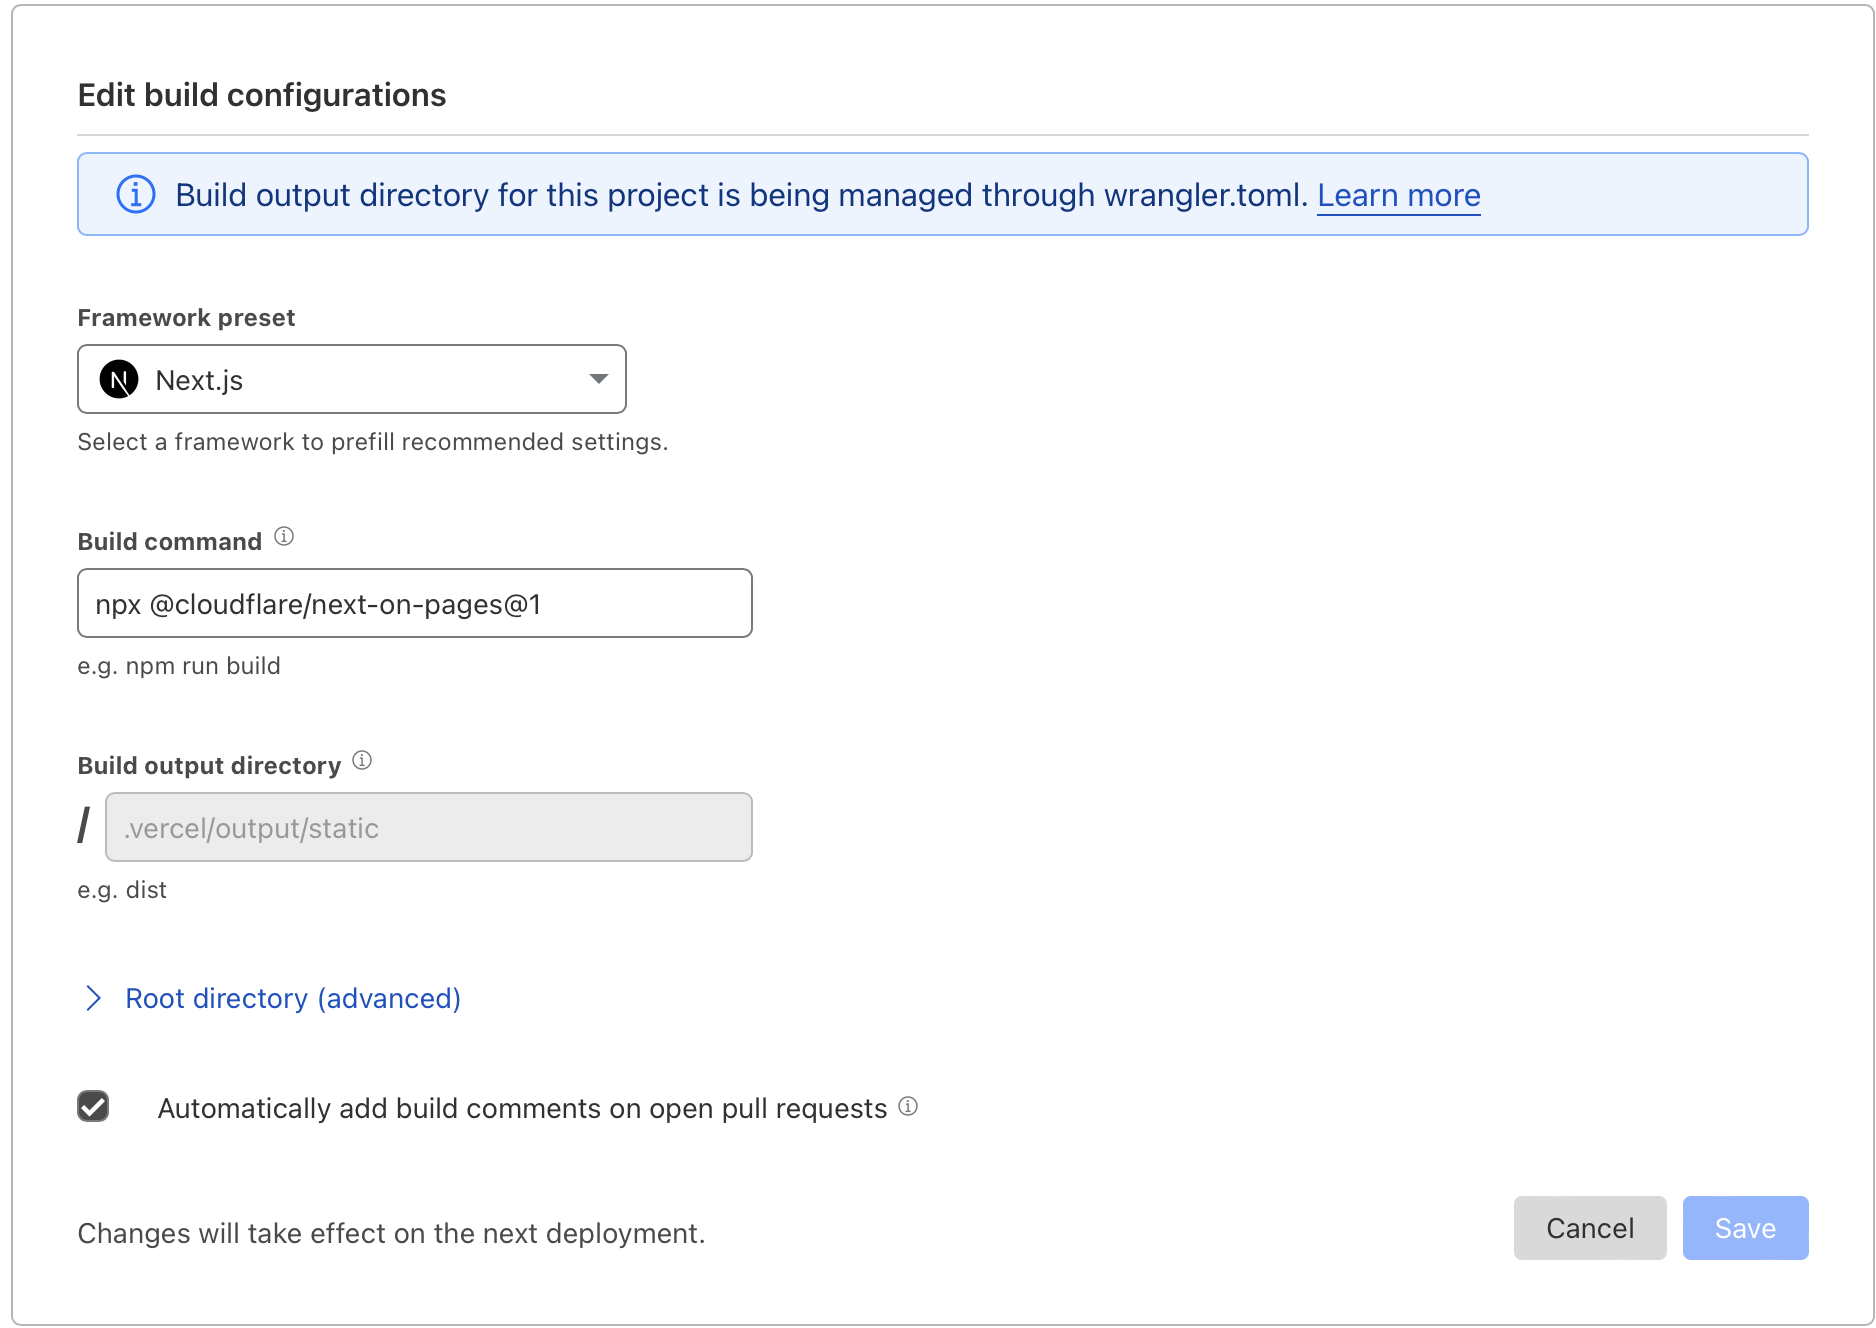 Edit build configurations
Build output directory for this project is being managed through wrangler.toml. Learn more
Framework preset
Next.js
Select a framework to prefill recommended settings.
Build command
npx @cloudflare/next-on-pages@1
e.g. npm run build
Build output directory
/ .vercel/output/static
e.g. dist
Root directory (advanced)
Automatically add build comments on open pull requests
Changes will take effect on the next deployment.
Cancel Save